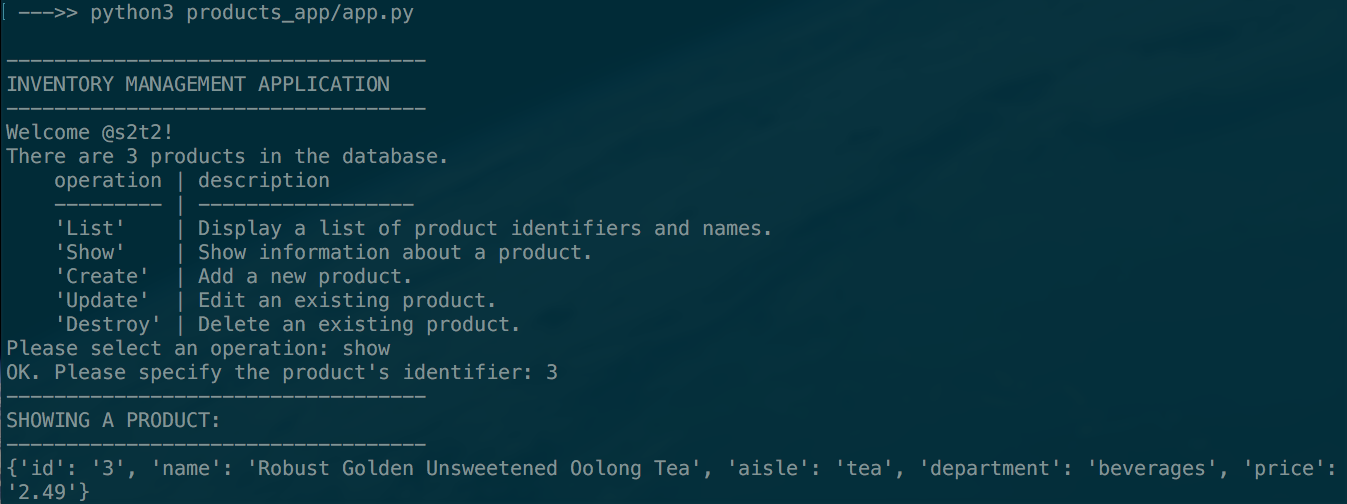 --->> python3 products_app/app.py
-----------------------------------
INVENTORY MANAGEMENT APPLICATION
-----------------------------------
Welcome @s2t2!
There are 3 products in the database.
    operation | description
    --------- | ------------------
    'List'    | Display a list of product identifiers and names.
    'Show'    | Show information about a product.
    'Create'  | Add a new product.
    'Update'  | Edit an existing product.
    'Destroy' | Delete an existing product.
Please select an operation: show
OK. Please specify the product's identifier: 3
-----------------------------------
SHOWING A PRODUCT:
-----------------------------------
{'id': '3', 'name': 'Robust Golden Unsweetened Oolong Tea', 'aisle': 'tea', 'department': 'beverages', 'price':
'2.49'}